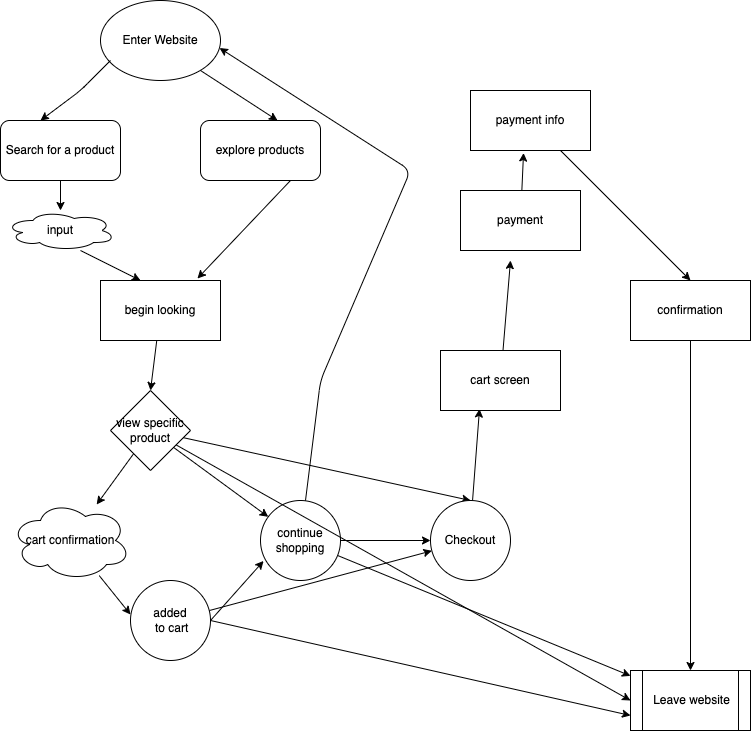 Enter Website
Search for a product
explore products
payment info
input
payment
begin looking
confirmation
cart screen
view specific
product
cart confirmation
continue
shopping
Checkout
added
to cart
Leave website